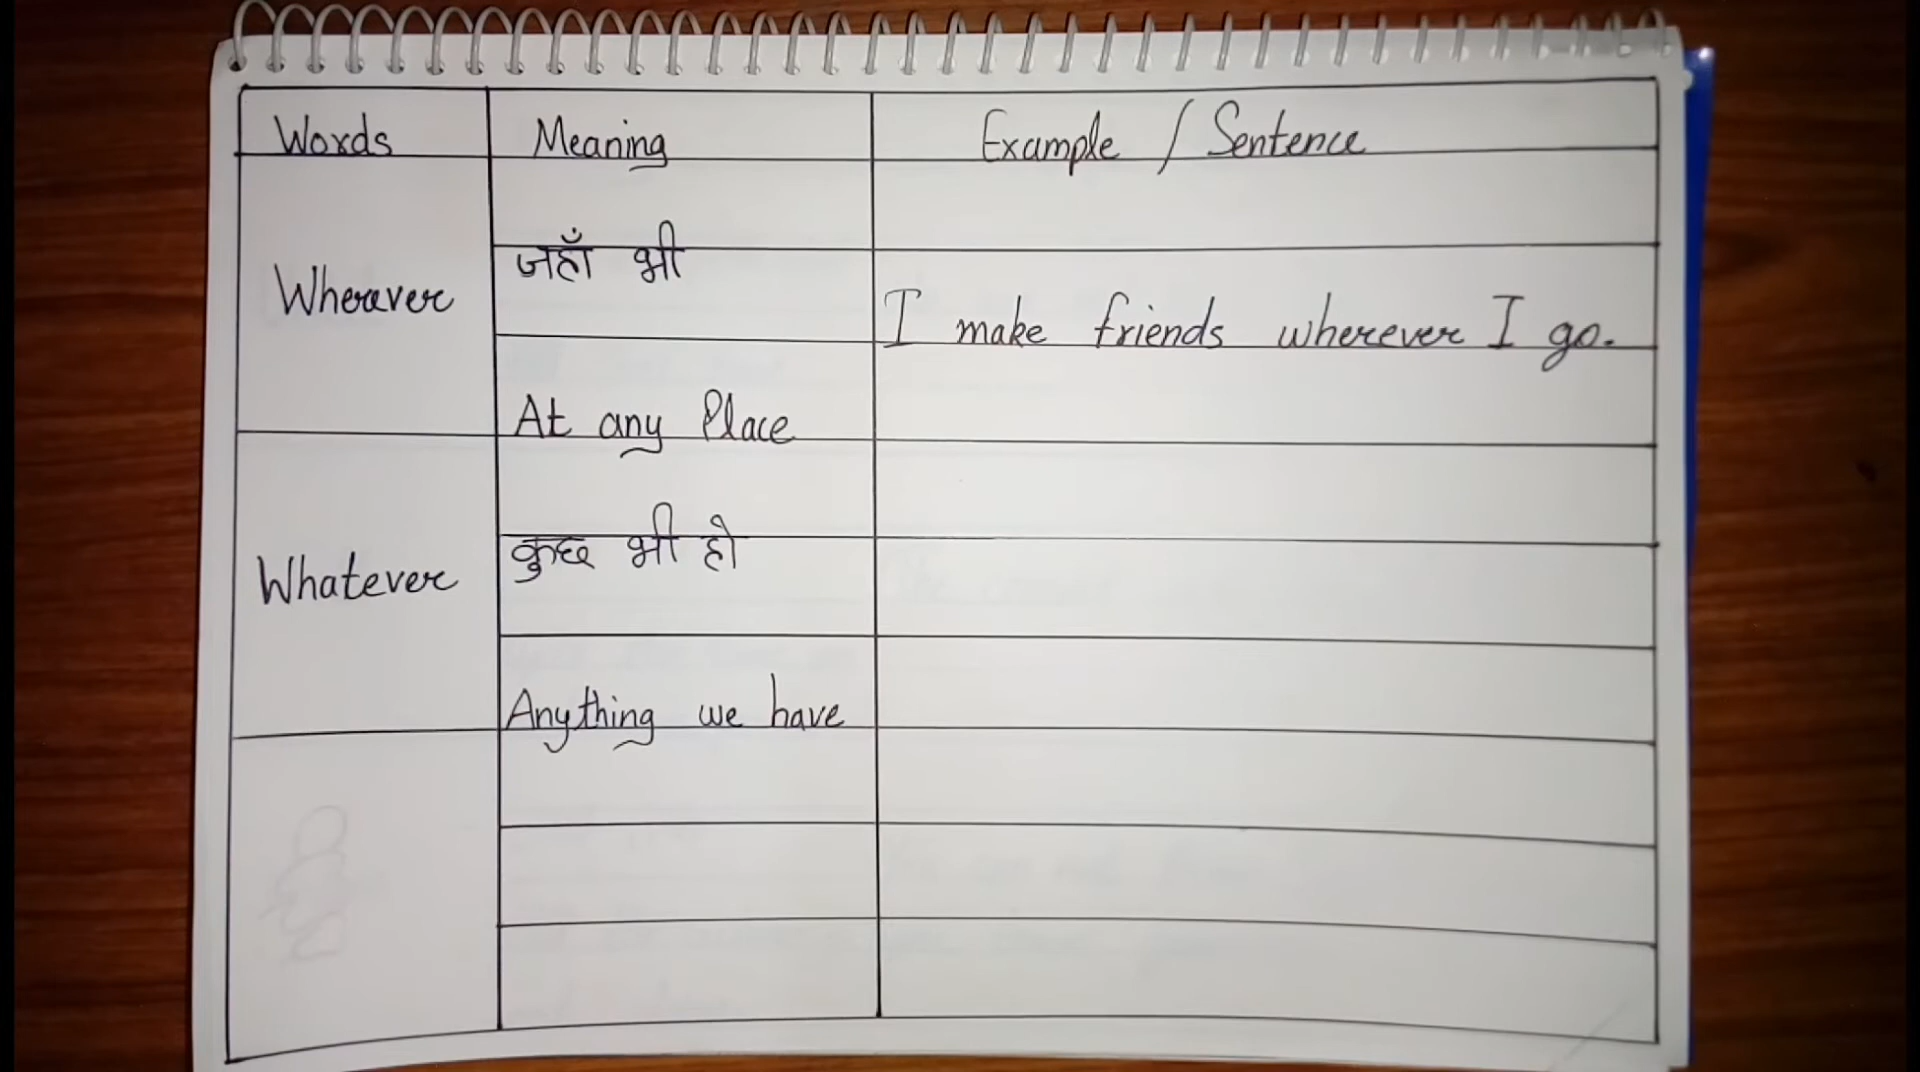 Words Meaning Example / Sentence
Wherever
जहाँ भी
At any Place
I make friends wherever I go.
Whatever
कुछ भी हो
Anything we have